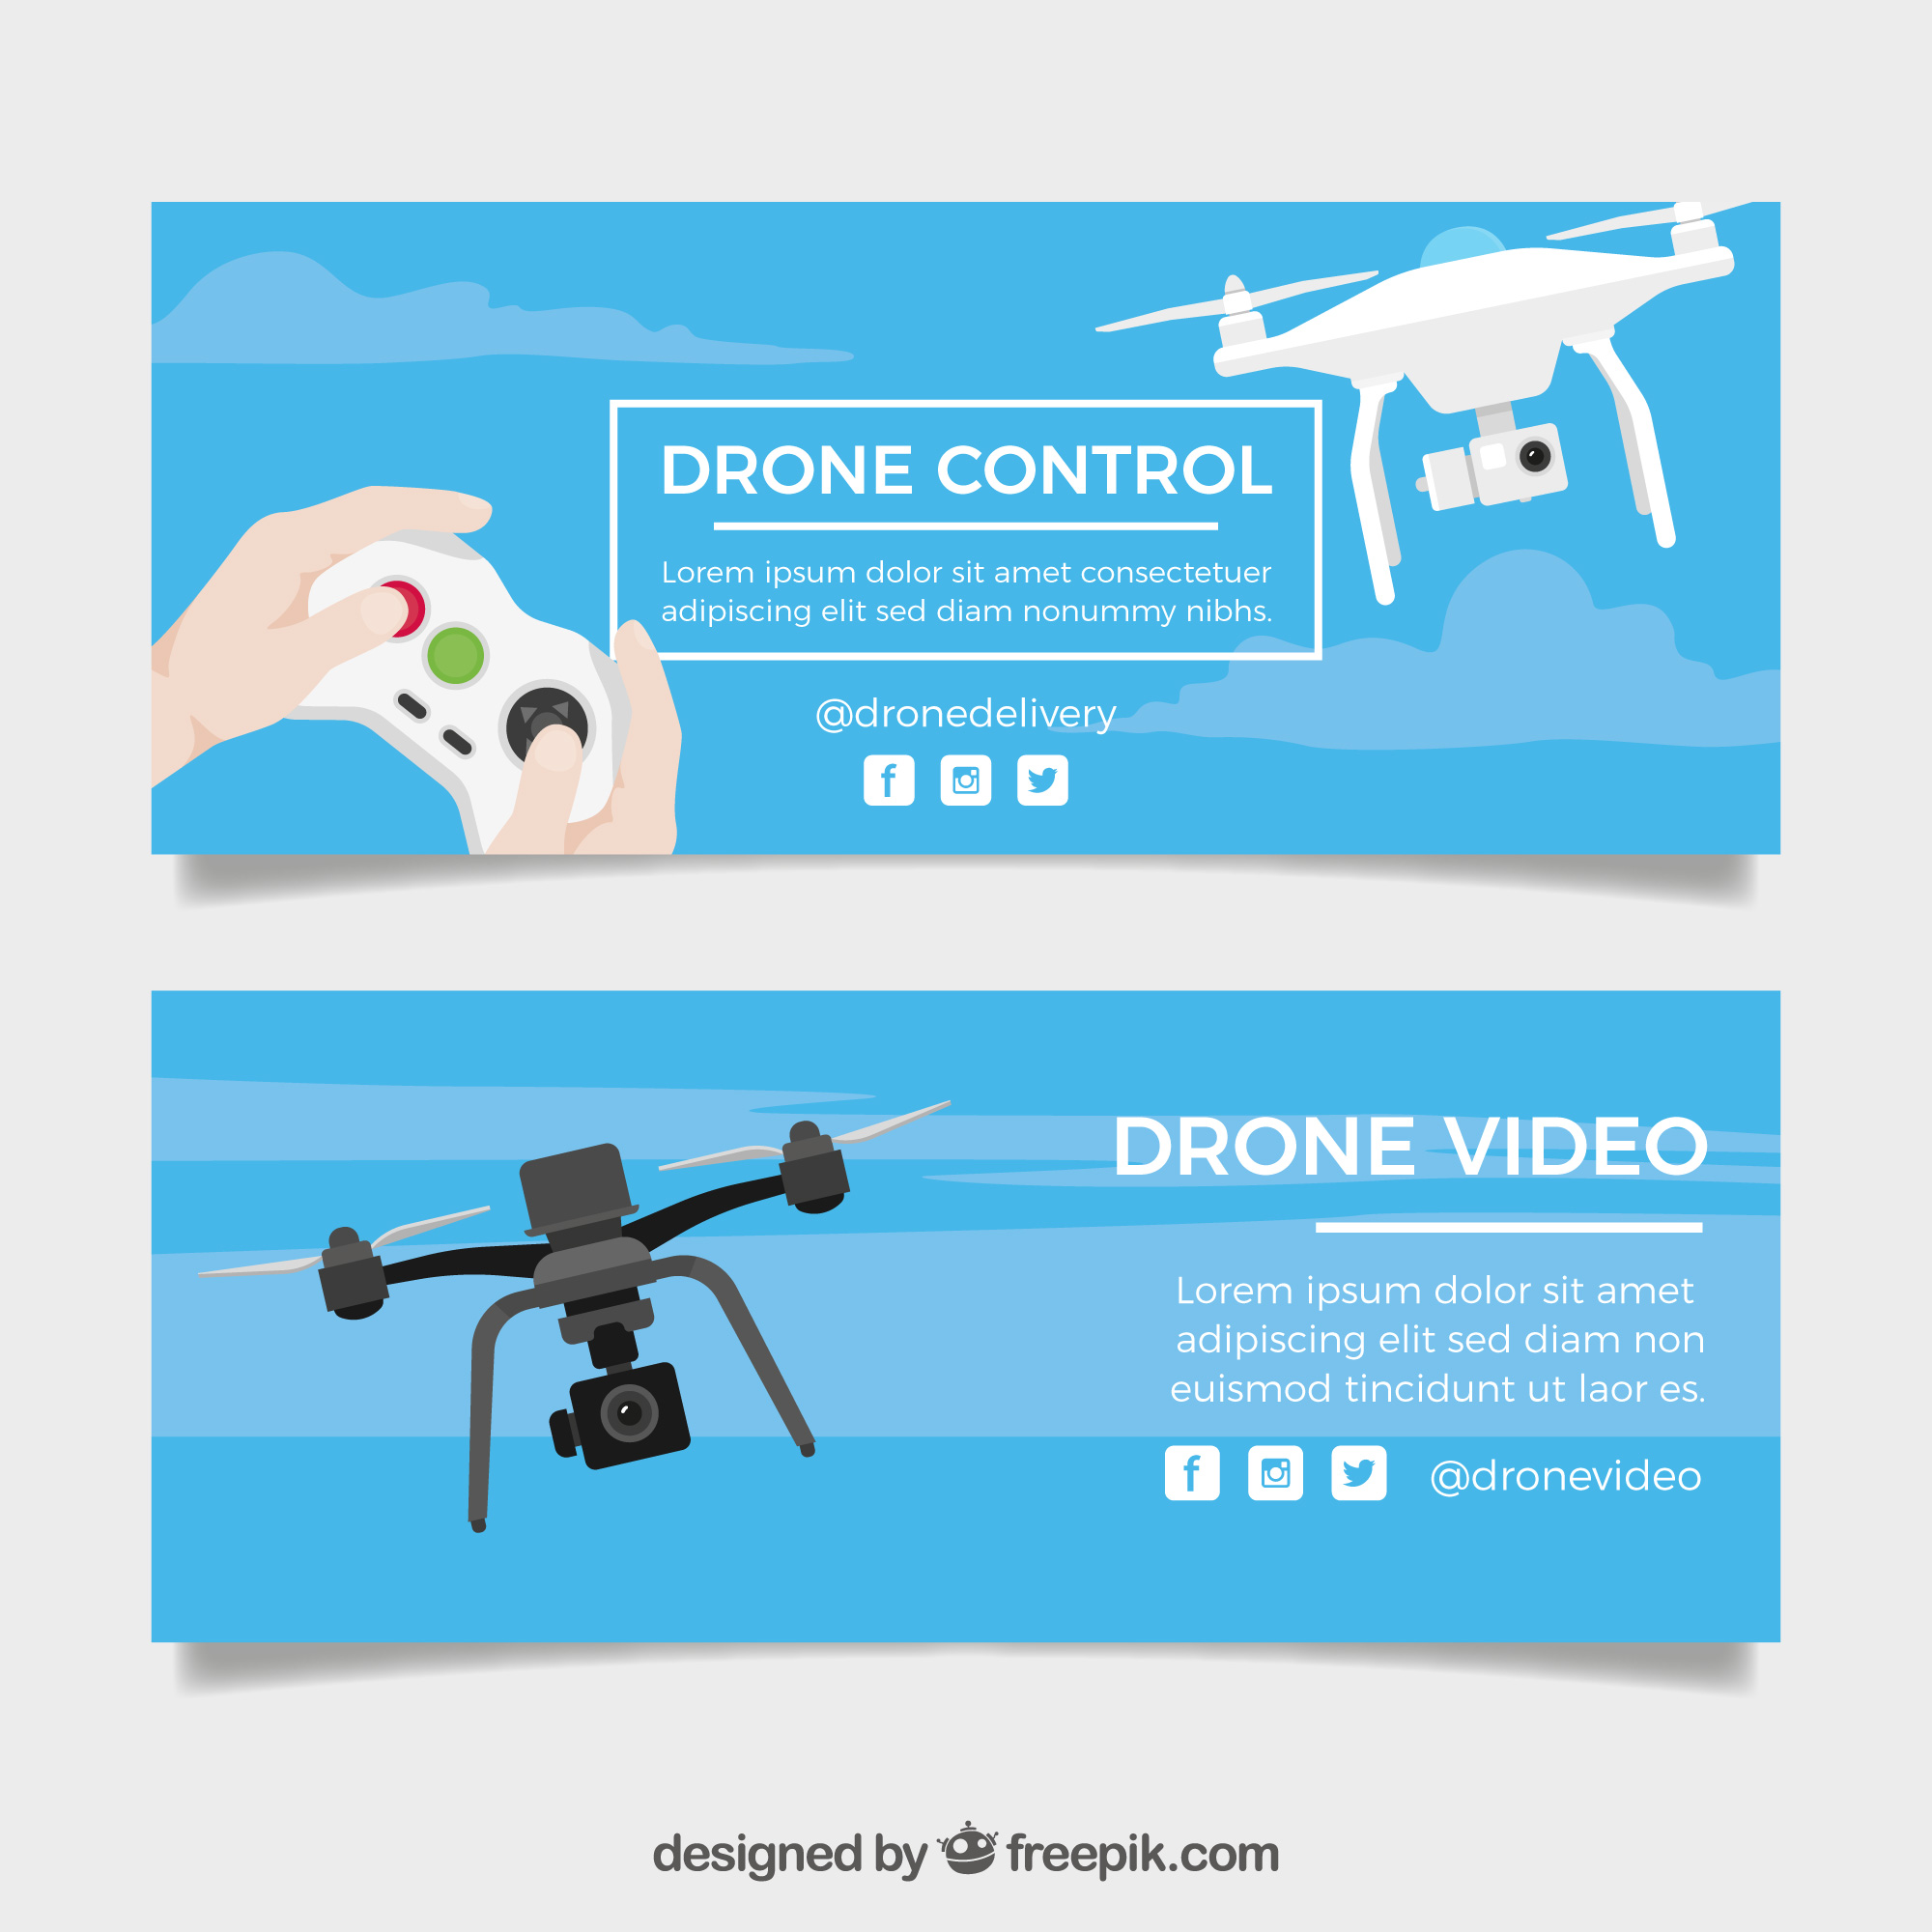 DRONE CONTROL
Lorem ipsum dolor sit amet consectetuer
adipiscing elit sed diam nonummy nibhs.
@dronedelivery
f
DRONE VIDEO
Lorem ipsum dolor sit amet
adipiscing elit sed diam non
euismod tincidunt ut laor es.
f
@dronevideo
designed by freepik.com